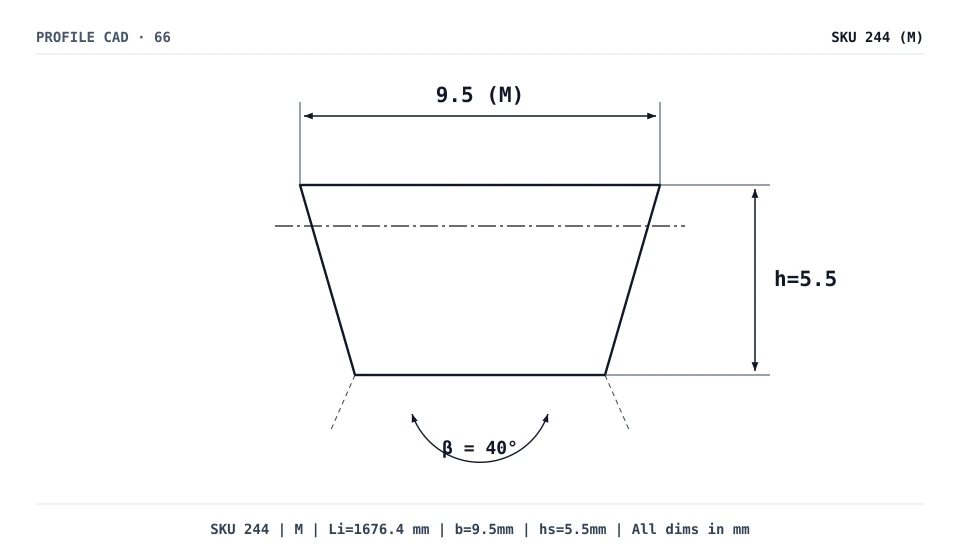 PROFILE CAD · 66
SKU 244 (M)
9.5 (M)
h=5.5
β = 40°
SKU 244 | M | Li=1676.4 mm | b=9.5mm | hs=5.5mm | All dims in mm